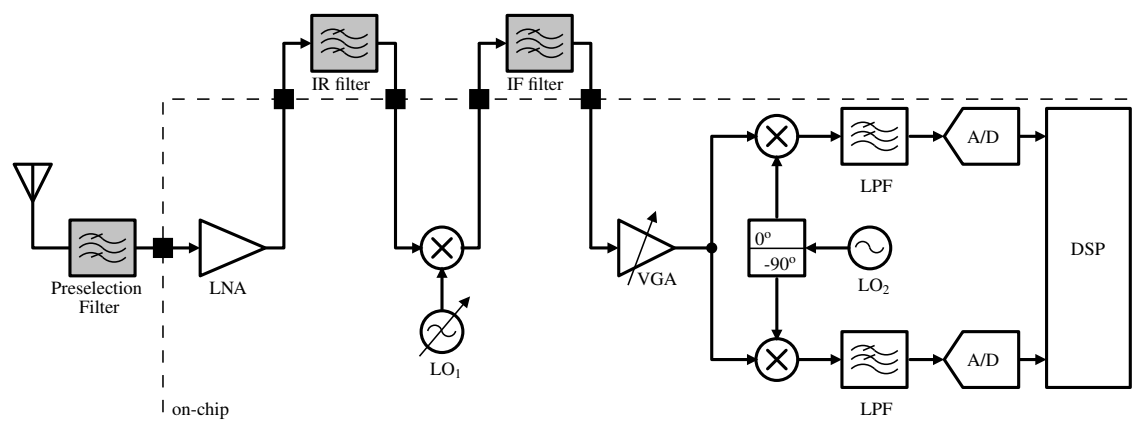 IR filter
IF filter
A/D
LPF
Preselection
Filter
LNA
LO₁
VGA
0º
-90º
LO₂
DSP
A/D
LPF
on-chip